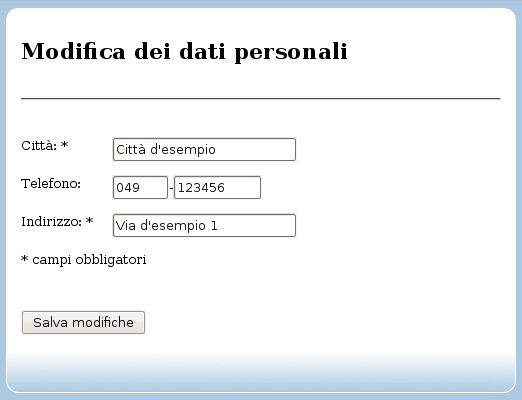 Modifica dei dati personali
Città: * Città d'esempio
Telefono: 049 - 123456
Indirizzo: * Via d'esempio 1
* campi obbligatori
Salva modifiche